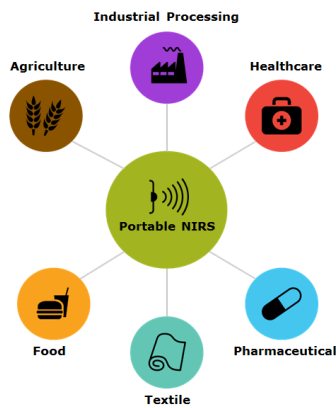 Industrial Processing
Agriculture
Healthcare
Portable NIRS
Food
Pharmaceutical
Textile